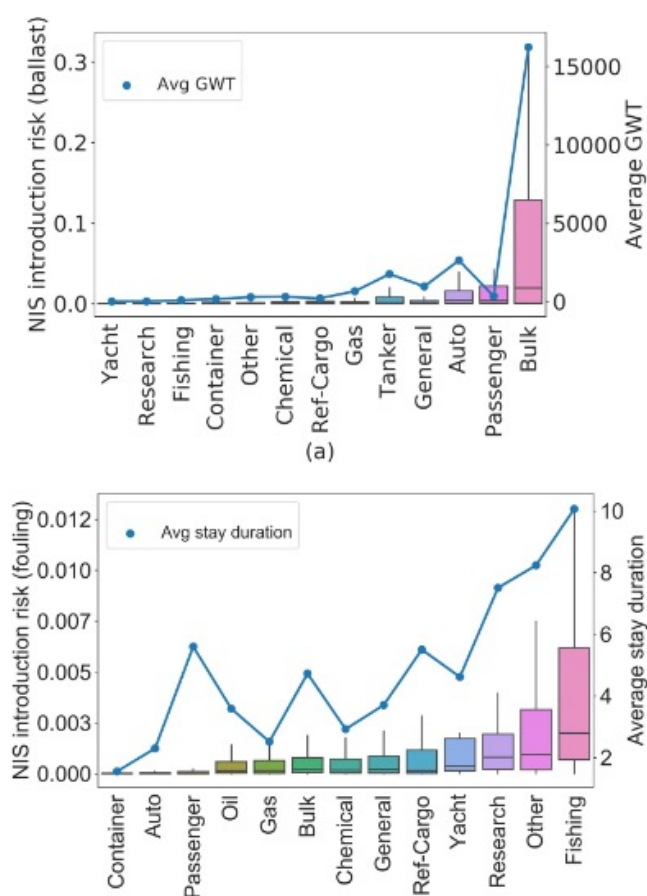 NIS introduction risk (ballast)
0.3
0.2
0.1
0.0
Avg GWT
15000
10000
5000
0
Average GWT
Yacht
Research
Fishing
Container
Other
Chemical
Ref-Cargo
Gas
Tanker
General
Auto
Passenger
Bulk
(a)
NIS introduction risk (fouling)
0.012
0.010
0.007
0.005
0.003
0.000
Avg stay duration
10
8
6
4
2
Average stay duration
Container
Auto
Passenger
Oil
Gas
Bulk
Chemical
General
Ref-Cargo
Yacht
Research
Other
Fishing